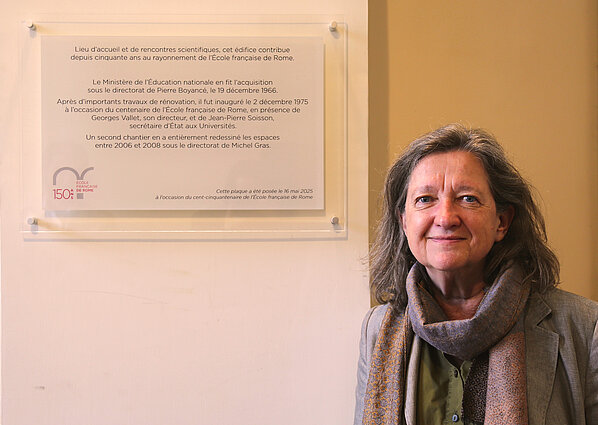 Lieu d'accueil et de rencontres scientifiques, cet édifice contribue
depuis cinquante ans au rayonnement de l'École française de Rome.
Le Ministère de l'Éducation nationale en fit l'acquisition
sous le directorat de Pierre Boyancé, le 19 décembre 1966.
Après d'importants travaux de rénovation, il fut inauguré le 2 décembre 1975
à l'occasion du centenaire de l'École française de Rome, en présence de
Georges Vallet, son directeur, et de Jean-Pierre Soisson,
secrétaire d'État aux Universités.
Un second chantier en a entièrement redessiné les espaces
entre 2006 et 2008 sous le directorat de Michel Gras.
150
ÉCOLE
FRANÇAISE
DE ROME
Cette plaque a été posée le 16 mai 2025
à l'occasion du cent-cinquantenaire de l'École française de Rome